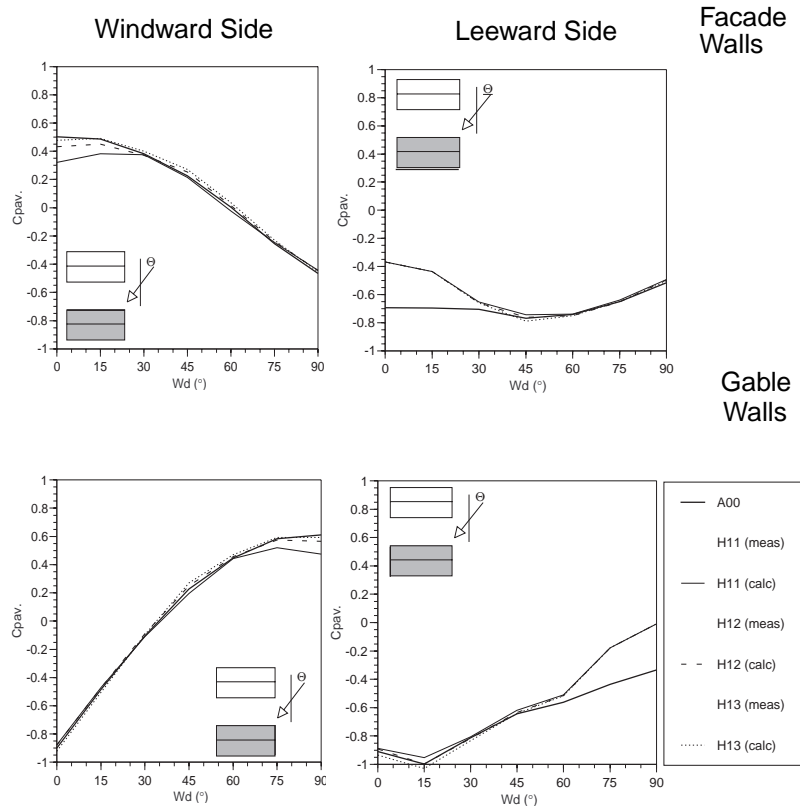 Windward Side
Leeward Side
Facade
Walls
1
0.8
0.6
0.4
0.2
0
-0.2
-0.4
-0.6
-0.8
-1
Cpav.
Θ
0 15 30 45 60 75 90
Wd (°)
1
0.8
0.6
0.4
0.2
0
-0.2
-0.4
-0.6
-0.8
-1
Cpav.
Θ
0 15 30 45 60 75 90
Wd (°)
Gable
Walls
1
0.8
0.6
0.4
0.2
0
-0.2
-0.4
-0.6
-0.8
-1
Cpav.
Θ
0 15 30 45 60 75 90
Wd (°)
1
0.8
0.6
0.4
0.2
0
-0.2
-0.4
-0.6
-0.8
-1
Cpav.
Θ
0 15 30 45 60 75 90
Wd (°)
A00
H11 (meas)
H11 (calc)
H12 (meas)
H12 (calc)
H13 (meas)
H13 (calc)